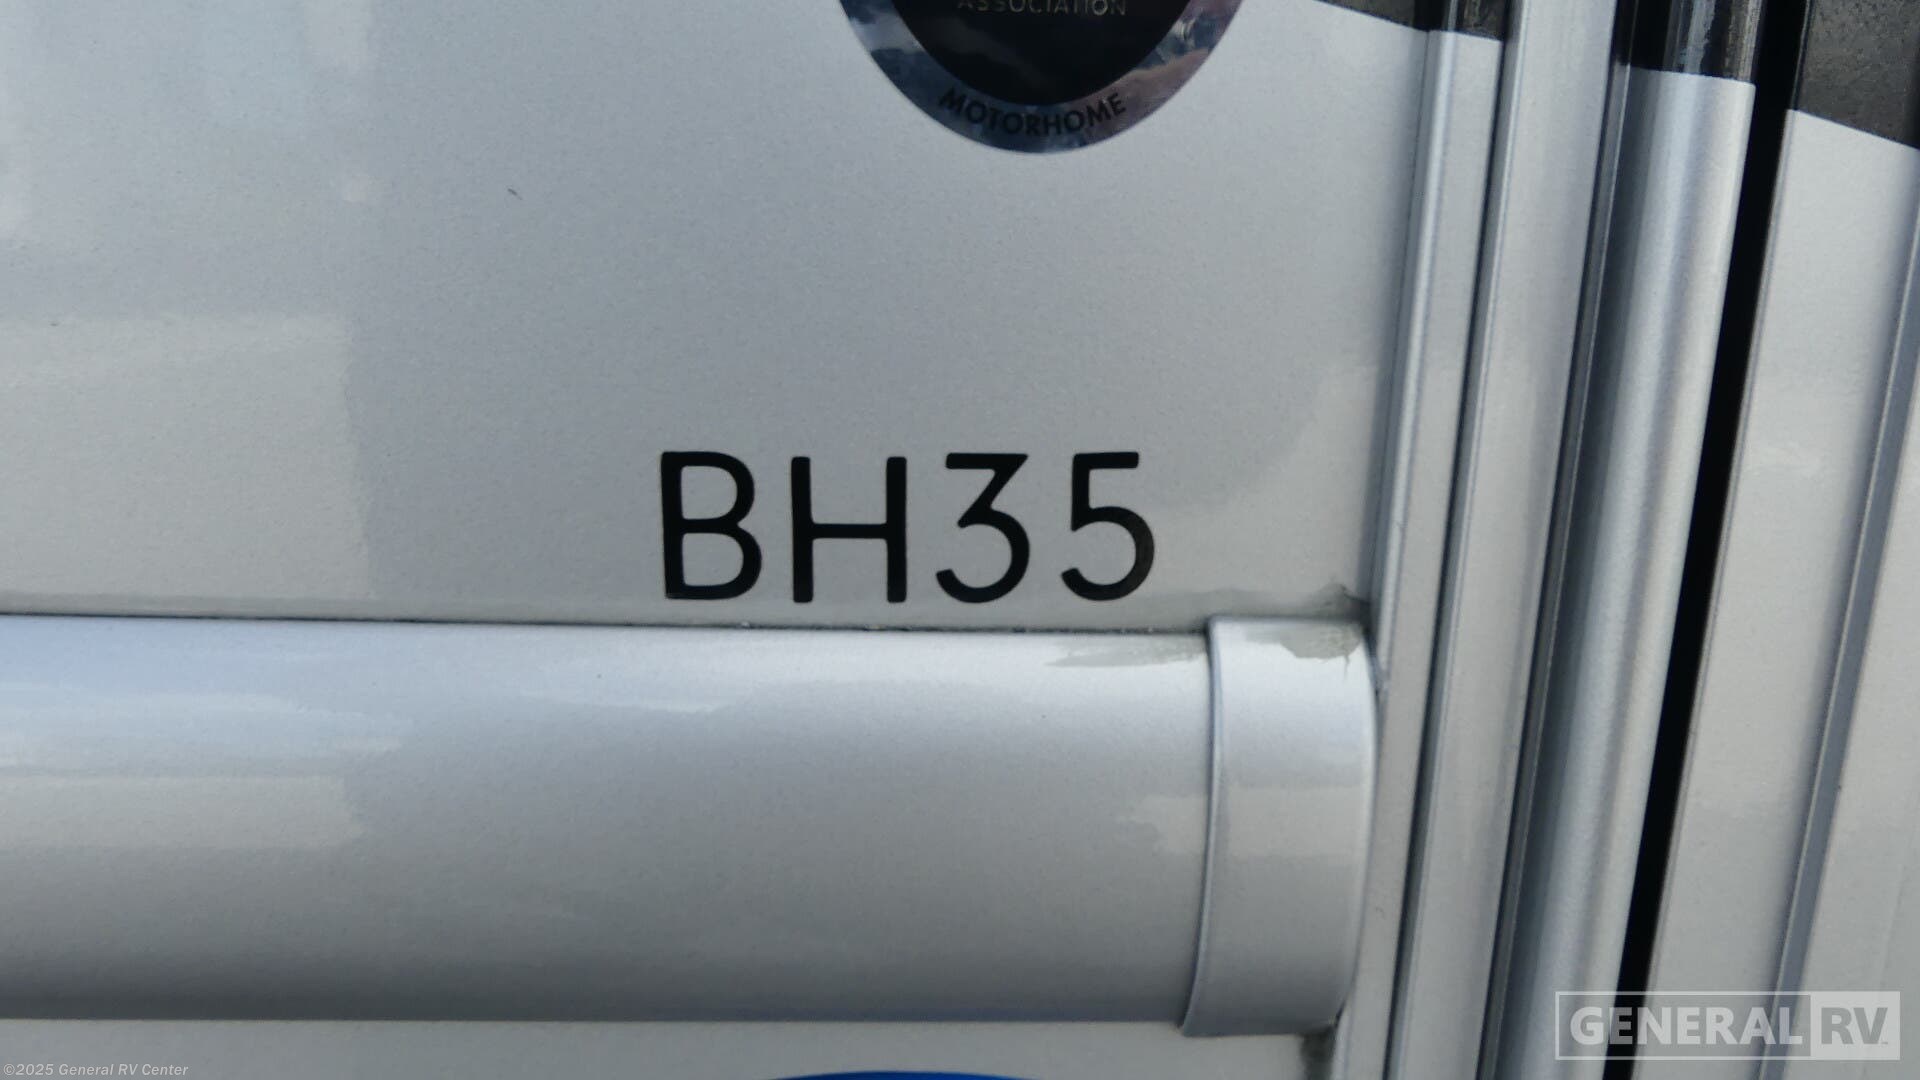 ASSOCIATION
MOTORHOME
BH35
GENERAL RV
©2025 General RV Center